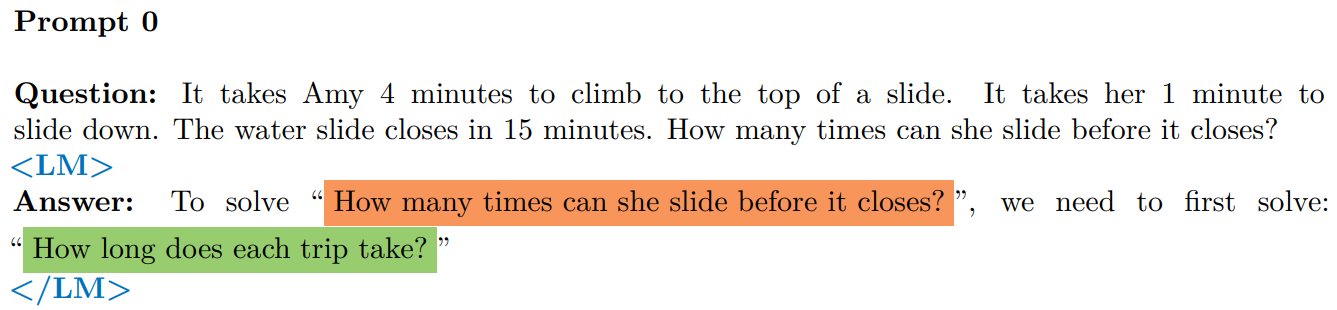 Prompt 0
Question: It takes Amy 4 minutes to climb to the top of a slide. It takes her 1 minute to
slide down. The water slide closes in 15 minutes. How many times can she slide before it closes?
<LM>
Answer: To solve “ How many times can she slide before it closes? ”, we need to first solve:
“ How long does each trip take? ”
</LM>